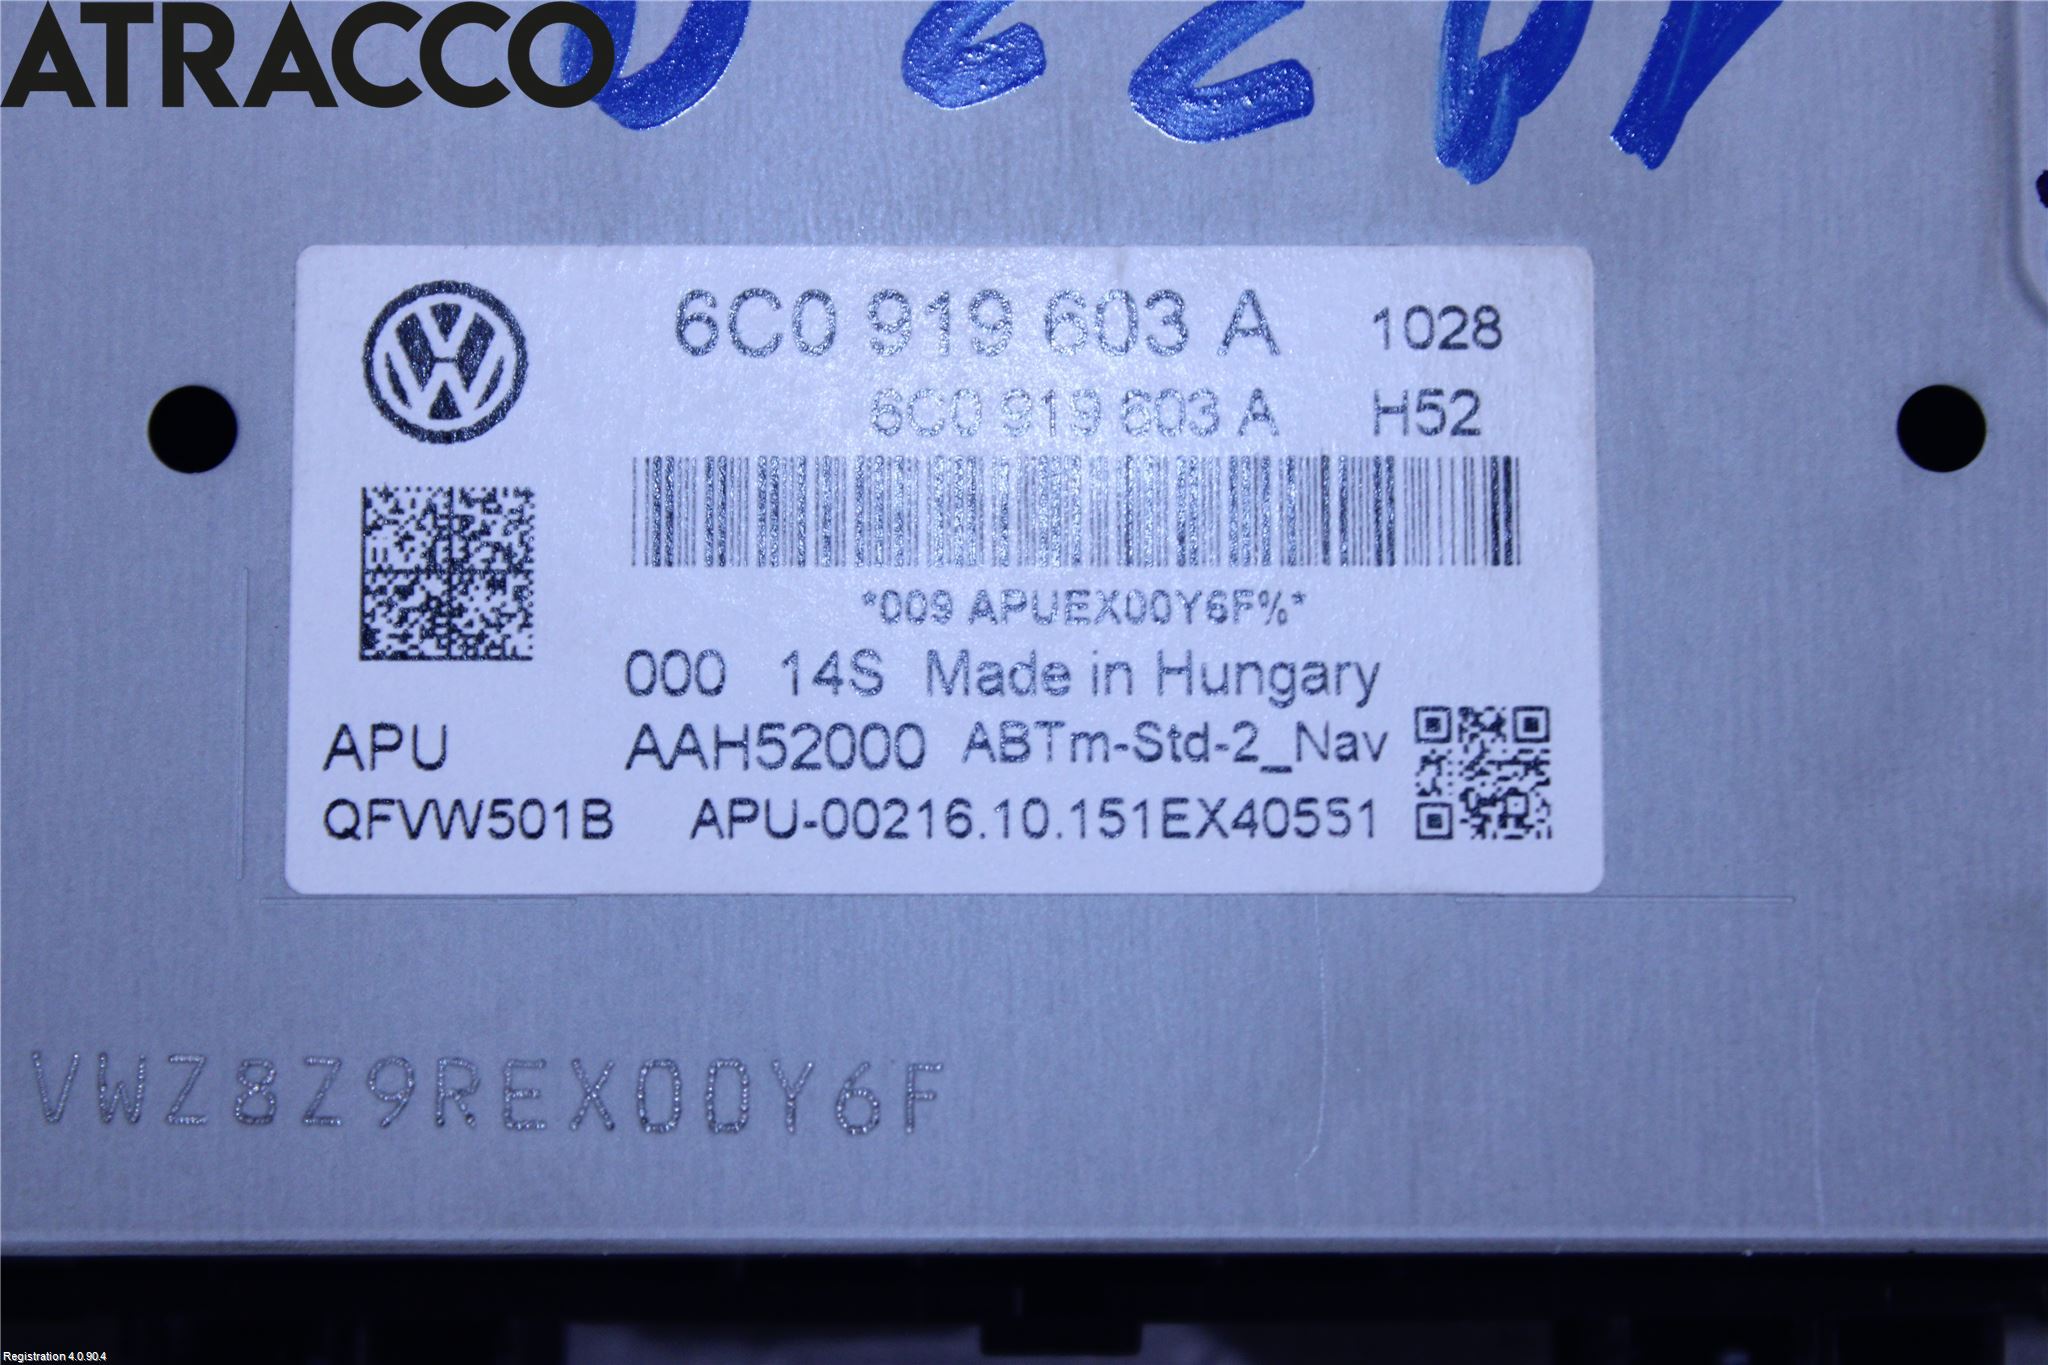 ATRACCO
6C0 919 603 A 1028
6C0 919 603 A H52
*009 APUEX00Y6F%*
000 14S Made in Hungary
APU AAH52000 ABTm-Std-2_Nav
QFVW501B APU-00216.10.151EX40551
VWZ8Z9REX00Y6F
Registration 4.0.90.4